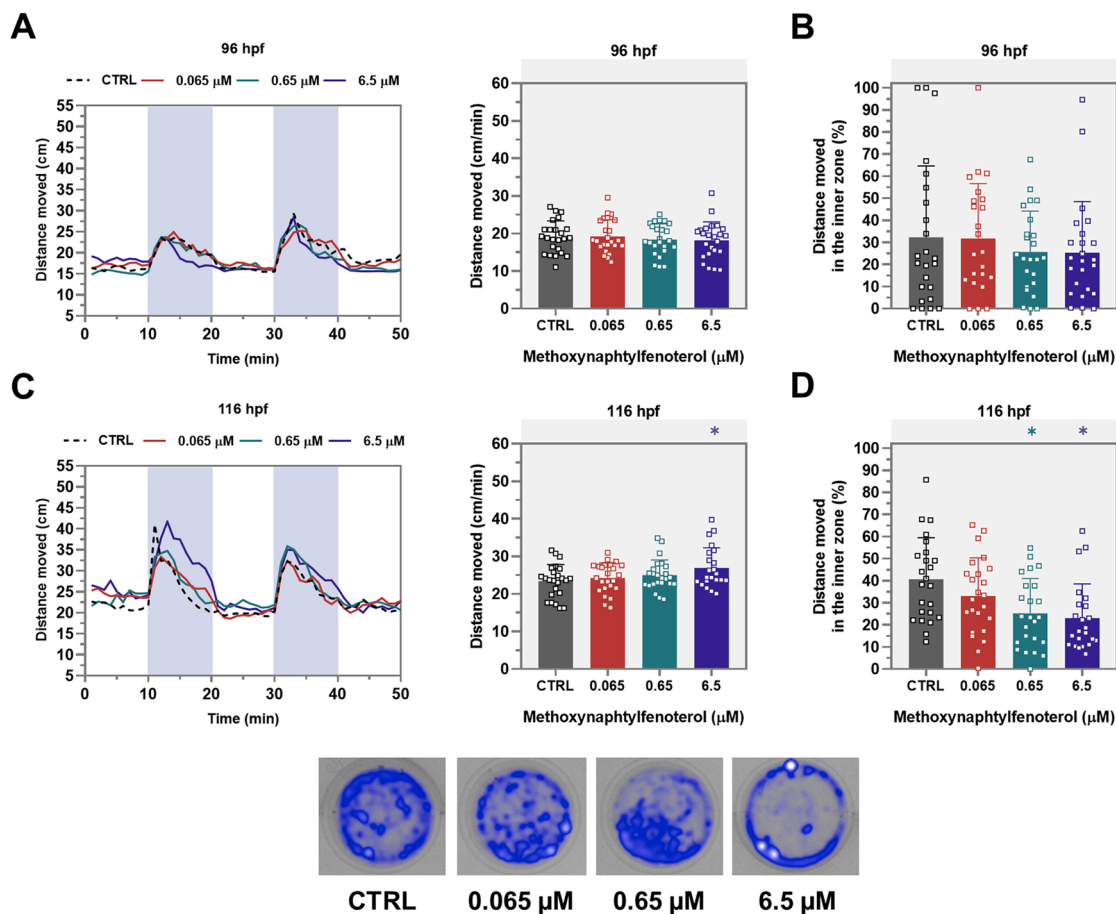 A
96 hpf
CTRL 0.065 µM 0.65 µM 6.5 µM
Distance moved (cm)
55
50
45
40
35
30
25
20
15
10
5
0 10 20 30 40 50
Time (min)
96 hpf
Distance moved (cm/min)
60
50
40
30
20
10
0
CTRL 0.065 0.65 6.5
Methoxynaphtylfenoterol (µM)
B
96 hpf
Distance moved
in the inner zone (%)
100
90
80
70
60
50
40
30
20
10
0
CTRL 0.065 0.65 6.5
Methoxynaphtylfenoterol (µM)
C
116 hpf
CTRL 0.065 µM 0.65 µM 6.5 µM
Distance moved (cm)
55
50
45
40
35
30
25
20
15
10
5
0 10 20 30 40 50
Time (min)
116 hpf
*
Distance moved (cm/min)
60
50
40
30
20
10
0
CTRL 0.065 0.65 6.5
Methoxynaphtylfenoterol (µM)
D
116 hpf
* *
Distance moved
in the inner zone (%)
100
90
80
70
60
50
40
30
20
10
0
CTRL 0.065 0.65 6.5
Methoxynaphtylfenoterol (µM)
CTRL 0.065 µM 0.65 µM 6.5 µM